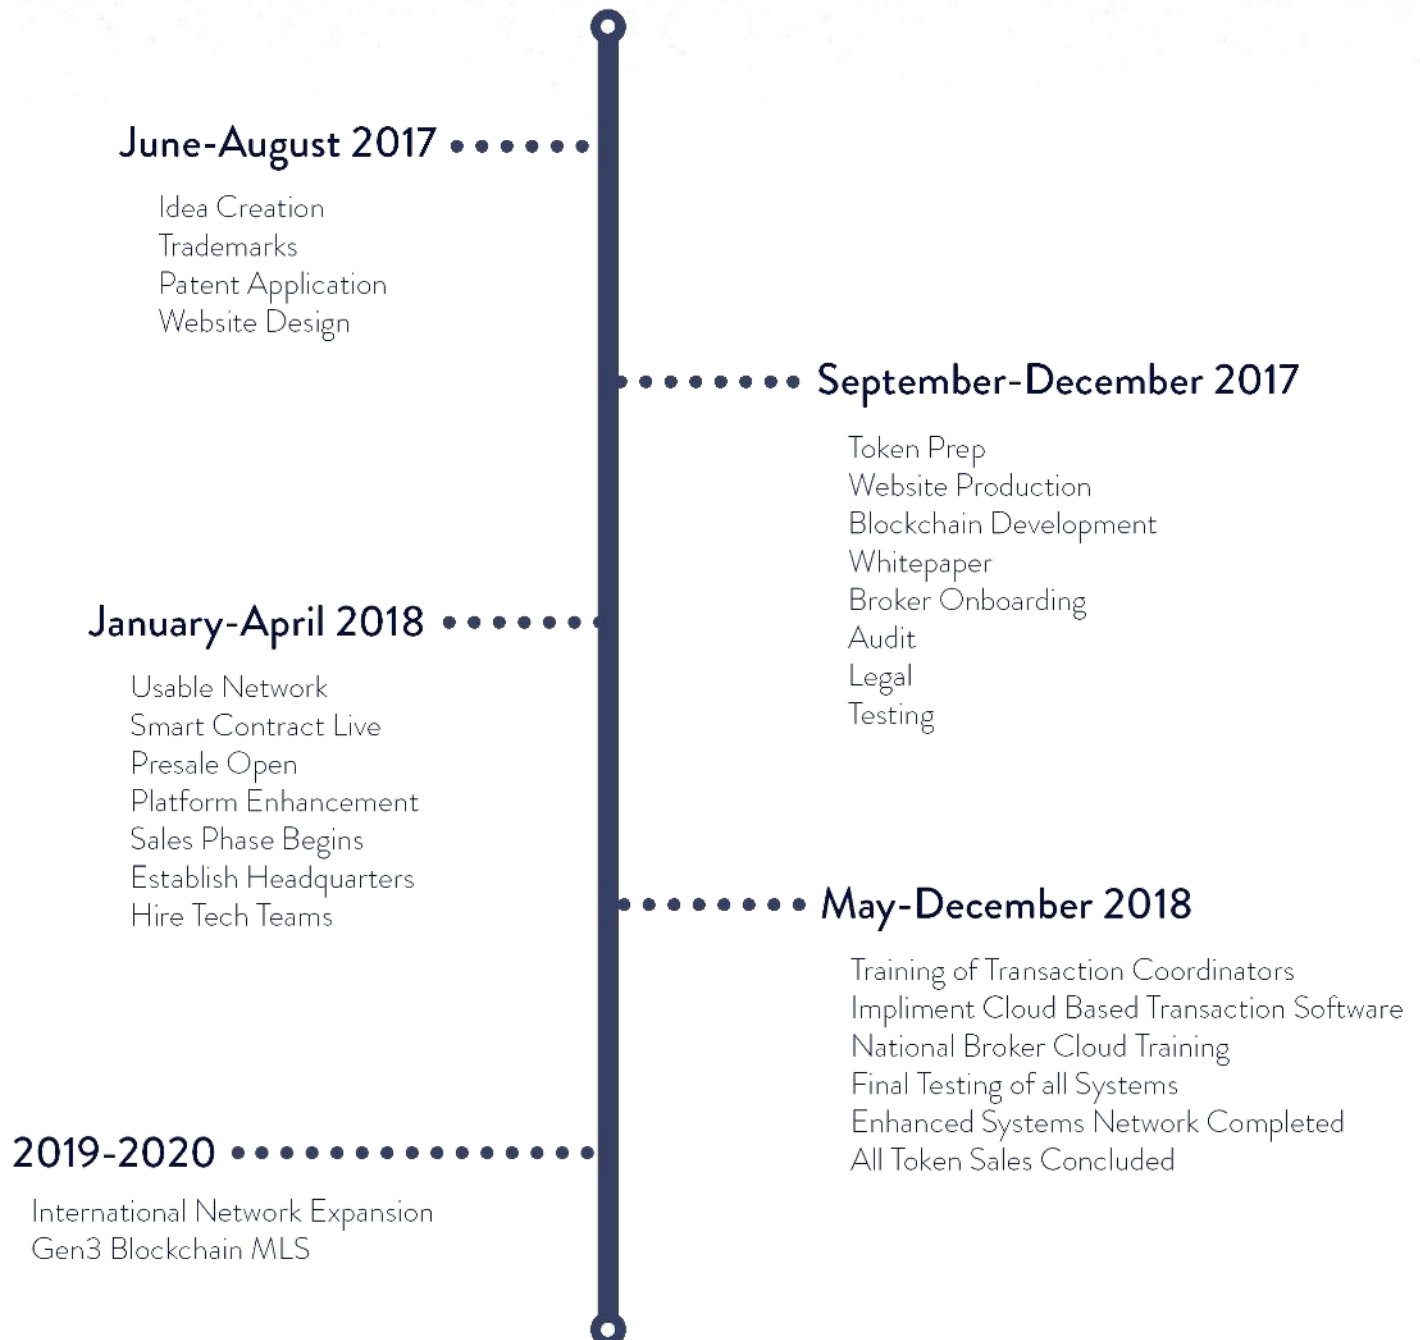 June-August 2017
Idea Creation
Trademarks
Patent Application
Website Design
September-December 2017
Token Prep
Website Production
Blockchain Development
Whitepaper
Broker Onboarding
Audit
Legal
Testing
January-April 2018
Usable Network
Smart Contract Live
Presale Open
Platform Enhancement
Sales Phase Begins
Establish Headquarters
Hire Tech Teams
May-December 2018
Training of Transaction Coordinators
Impliment Cloud Based Transaction Software
National Broker Cloud Training
Final Testing of all Systems
Enhanced Systems Network Completed
All Token Sales Concluded
2019-2020
International Network Expansion
Gen3 Blockchain MLS